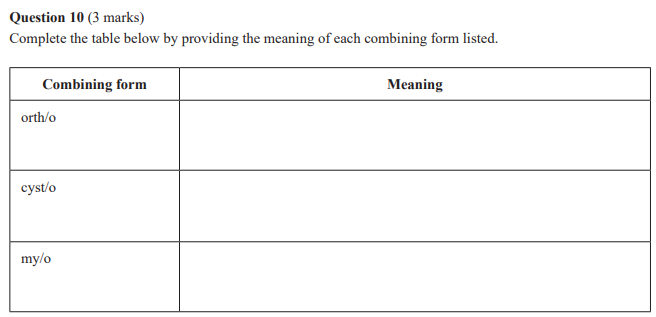 Question 10 (3 marks)
Complete the table below by providing the meaning of each combining form listed.
Combining form Meaning
orth/o
cyst/o
my/o